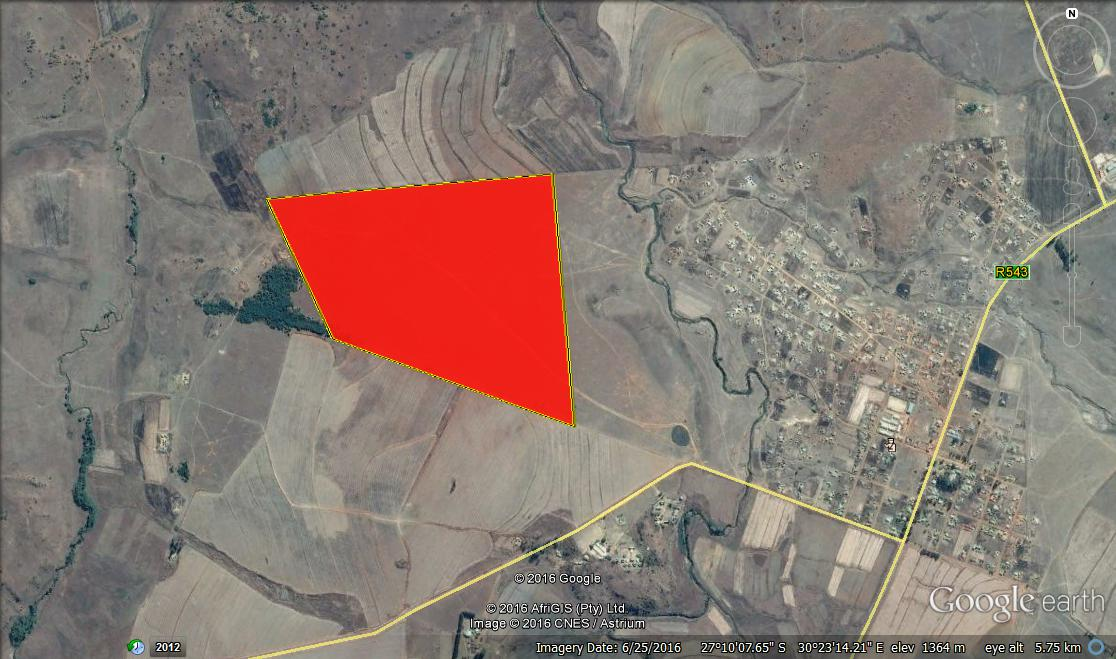 N
R543
© 2016 Google
© 2016 AfriGIS (Pty) Ltd.
Image © 2016 CNES / Astrium
Google earth
2012
Imagery Date: 6/25/2016 27°10'07.65" S 30°23'14.21" E elev 1364 m eye alt 5.75 km